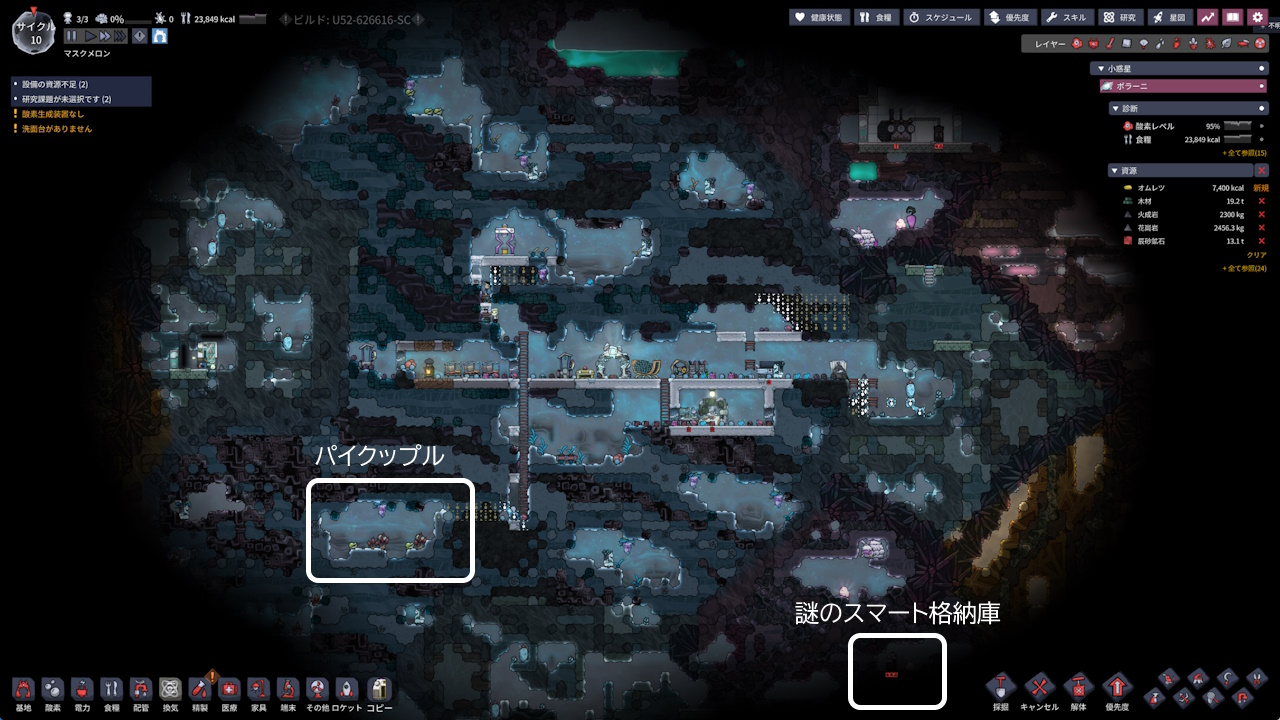 サイクル
10
3/3
0%
0
23,849 kcal
ビルド: U52-626616-SC
マスクメロン
設備の資源不足 (2)
研究課題が未選択です (2)
酸素生成装置なし
洗面台がありません
健康状態
食糧
スケジュール
優先度
スキル
研究
星図
レイヤー
小惑星
ポラーニ
診断
酸素レベル 95%
食糧 23,849 kcal
+ 全て参照(15)
資源
オムレツ 7,400 kcal 新規
木材 19.2 t
火成岩 2300 kg
花崗岩 2456.3 kg
辰砂鉱石 13.1 t
クリア
+ 全て参照(24)
パイクップル
謎のスマート格納庫
基地
酸素
電力
食糧
配管
換気
精製
医療
家具
端末
その他
ロケット
コピー
採掘
キャンセル
解体
優先度